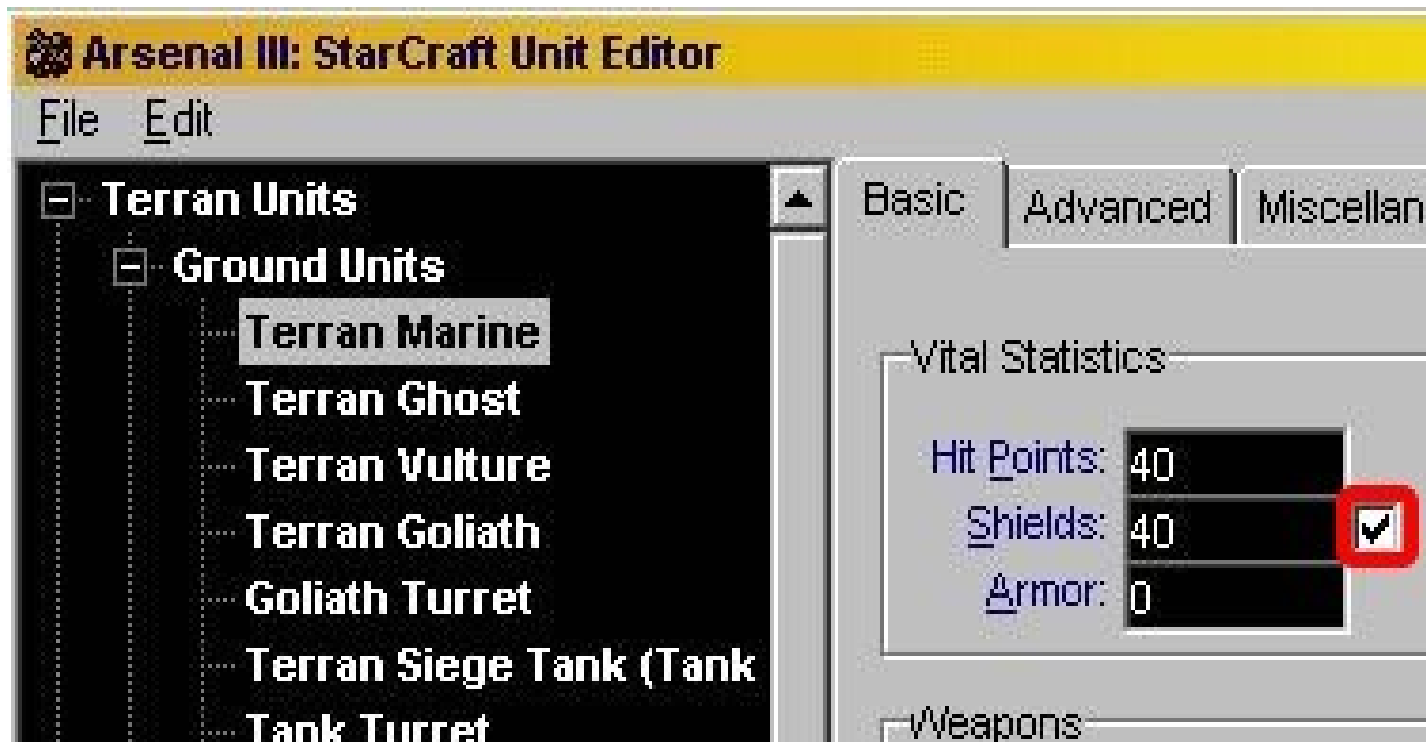 Arsenal III: StarCraft Unit Editor
File Edit
Terran Units
Ground Units
Terran Marine
Terran Ghost
Terran Vulture
Terran Goliath
Goliath Turret
Terran Siege Tank (Tank
Tank Turret
Basic Advanced Miscellan
Vital Statistics
Hit Points: 40
Shields: 40
Armor: 0
Weapons